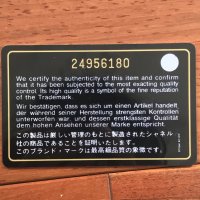 24956180
We certify the authenticity of this item and confirm
that it has been subjected to the most exacting quality
control. Its high quality is a symbol of the fine reputation
of the Trademark.
Wir bestätigen, dass es sich um einen Artikel handelt
der während seiner Herstellung strengsten Kontrollen
unterworfen war. und dessen erstklassige Qualität
dem hohen Ansehen unserer Marke entspricht.
この製品は厳しい管理のもとに製造されたシャネル
社の商品であることを証明します。
このブランド・マークは最高級品質の象徴です。